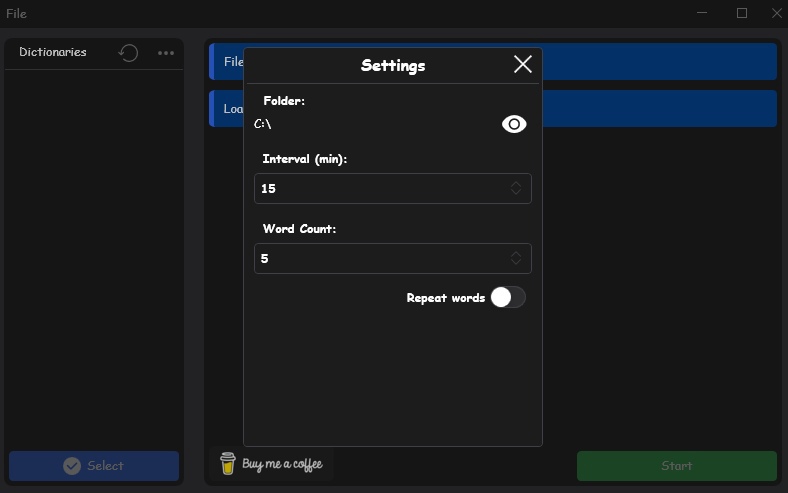 File
Dictionaries
File
Loa
Settings
Folder:
C:\
Interval (min):
15
Word Count:
5
Repeat words
Select
Buy me a coffee
Start